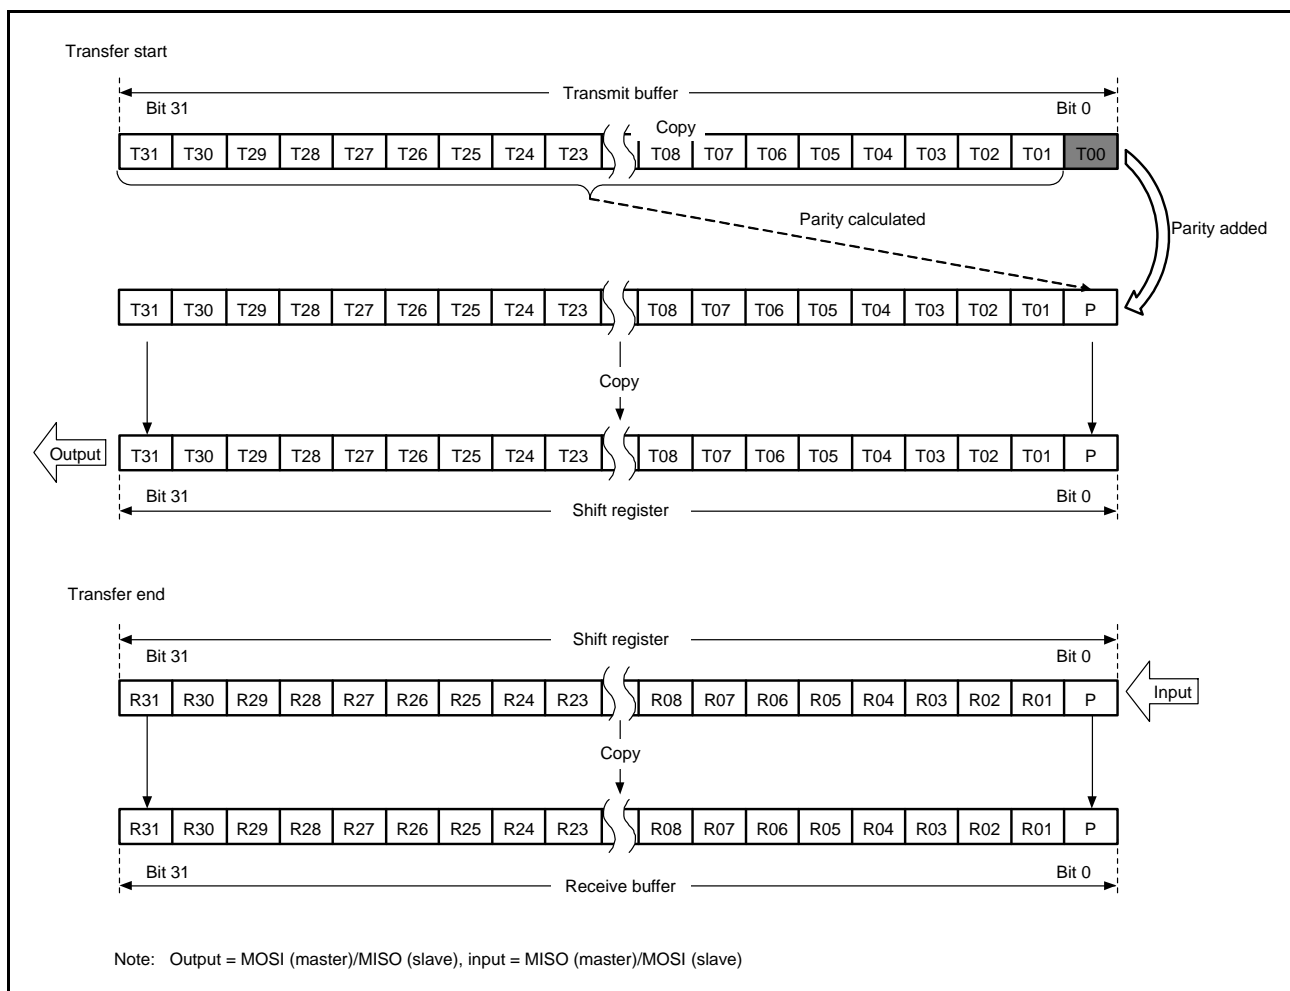 Transfer start
Transmit buffer
Bit 31 Bit 0
Copy
T31 T30 T29 T28 T27 T26 T25 T24 T23 T08 T07 T06 T05 T04 T03 T02 T01 T00
Parity calculated
Parity added
T31 T30 T29 T28 T27 T26 T25 T24 T23 T08 T07 T06 T05 T04 T03 T02 T01 P
Copy
Output
T31 T30 T29 T28 T27 T26 T25 T24 T23 T08 T07 T06 T05 T04 T03 T02 T01 P
Bit 31 Bit 0
Shift register
Transfer end
Shift register
Bit 31 Bit 0
R31 R30 R29 R28 R27 R26 R25 R24 R23 R08 R07 R06 R05 R04 R03 R02 R01 P
Input
Copy
R31 R30 R29 R28 R27 R26 R25 R24 R23 R08 R07 R06 R05 R04 R03 R02 R01 P
Bit 31 Bit 0
Receive buffer
Note: Output = MOSI (master)/MISO (slave), input = MISO (master)/MOSI (slave)